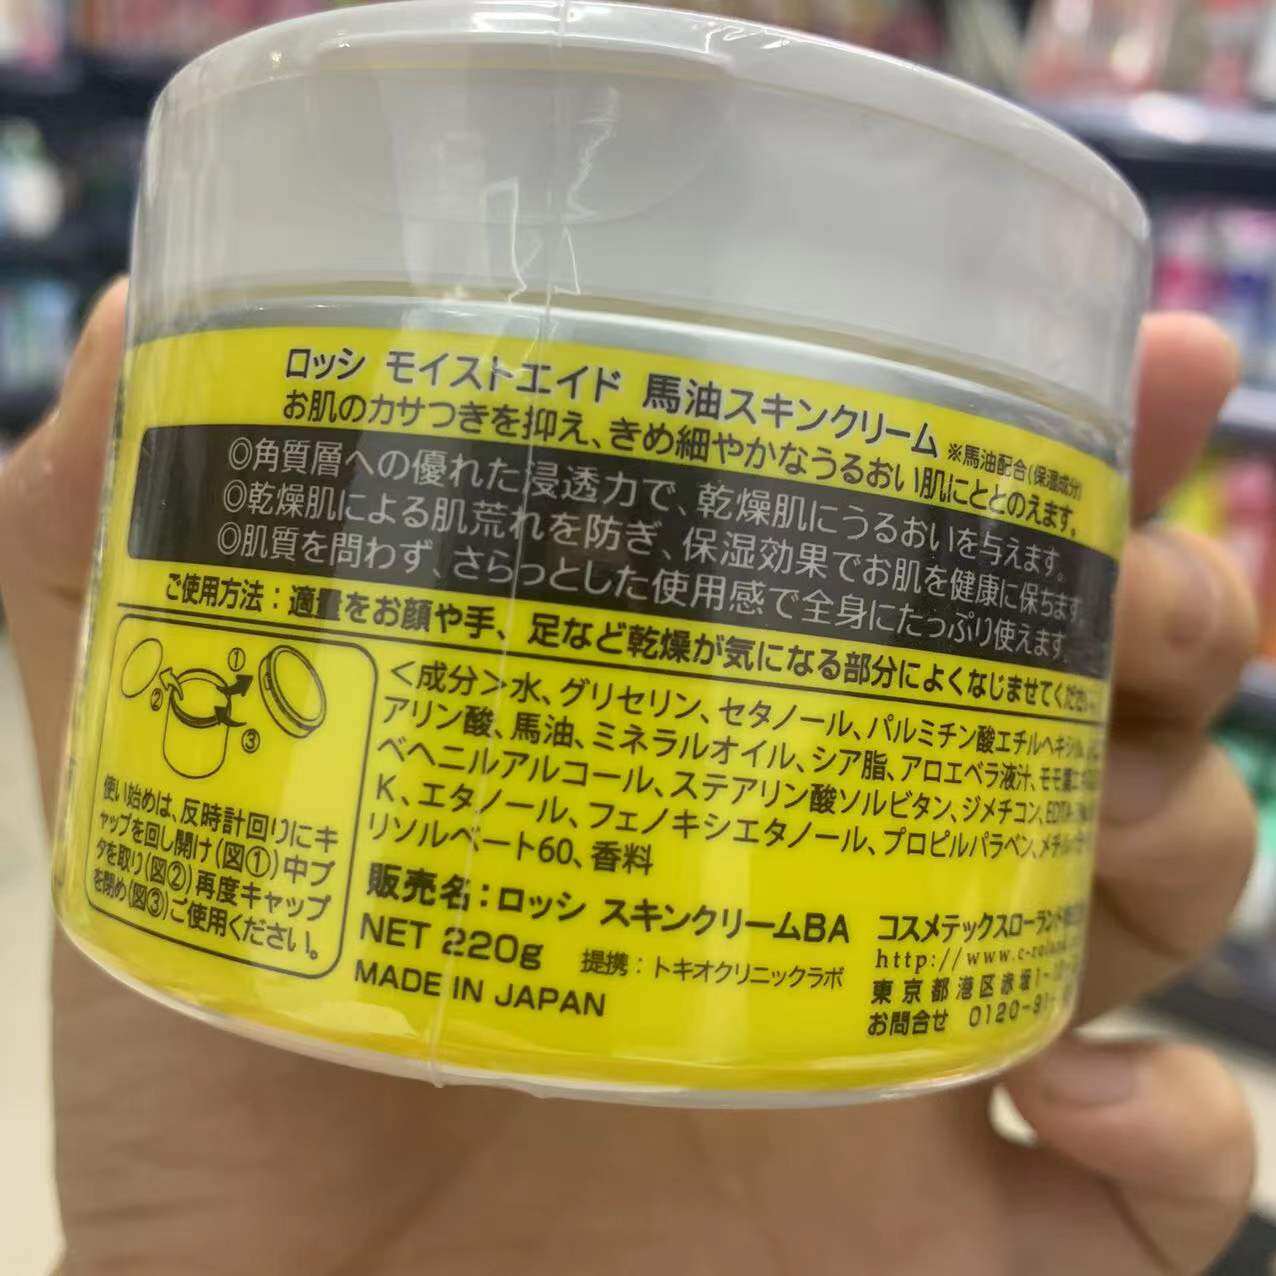 ロッシ モイストエイド 馬油スキンクリーム ※馬油配合(保湿成分)
お肌のカサつきを抑え、きめ細やかなうるおい肌にととのえます。
◎角質層への優れた浸透力で、乾燥肌にうるおいを与えます。
◎乾燥肌による肌荒れを防ぎ、保湿効果でお肌を健康に保ちます。
◎肌質を問わず、さらっとした使用感で全身にたっぷり使えます。
ご使用方法：適量をお顔や手、足など乾燥が気になる部分によくなじませてください
① ② ③
使い始めは、反時計回りにキ
ャップを回し開け(図①)中ブ
タを取り(図②)再度キャップ
を閉め(図③)ご使用ください。
＜成分＞水、グリセリン、セタノール、パルミチン酸エチルヘキシル、
アリン酸、馬油、ミネラルオイル、シア脂、アロエベラ液汁、モモ葉
ベヘニルアルコール、ステアリン酸ソルビタン、ジメチコン、EDTA-
K、エタノール、フェノキシエタノール、プロピルパラベン、メチルパラ
リソルベート60、香料
販売名：ロッシ スキンクリームBA
NET 220g 提携：トキオクリニックラボ
MADE IN JAPAN
コスメテックスローランド
http://www.c-rolan
東京都港区赤坂1-
お問合せ 0120-